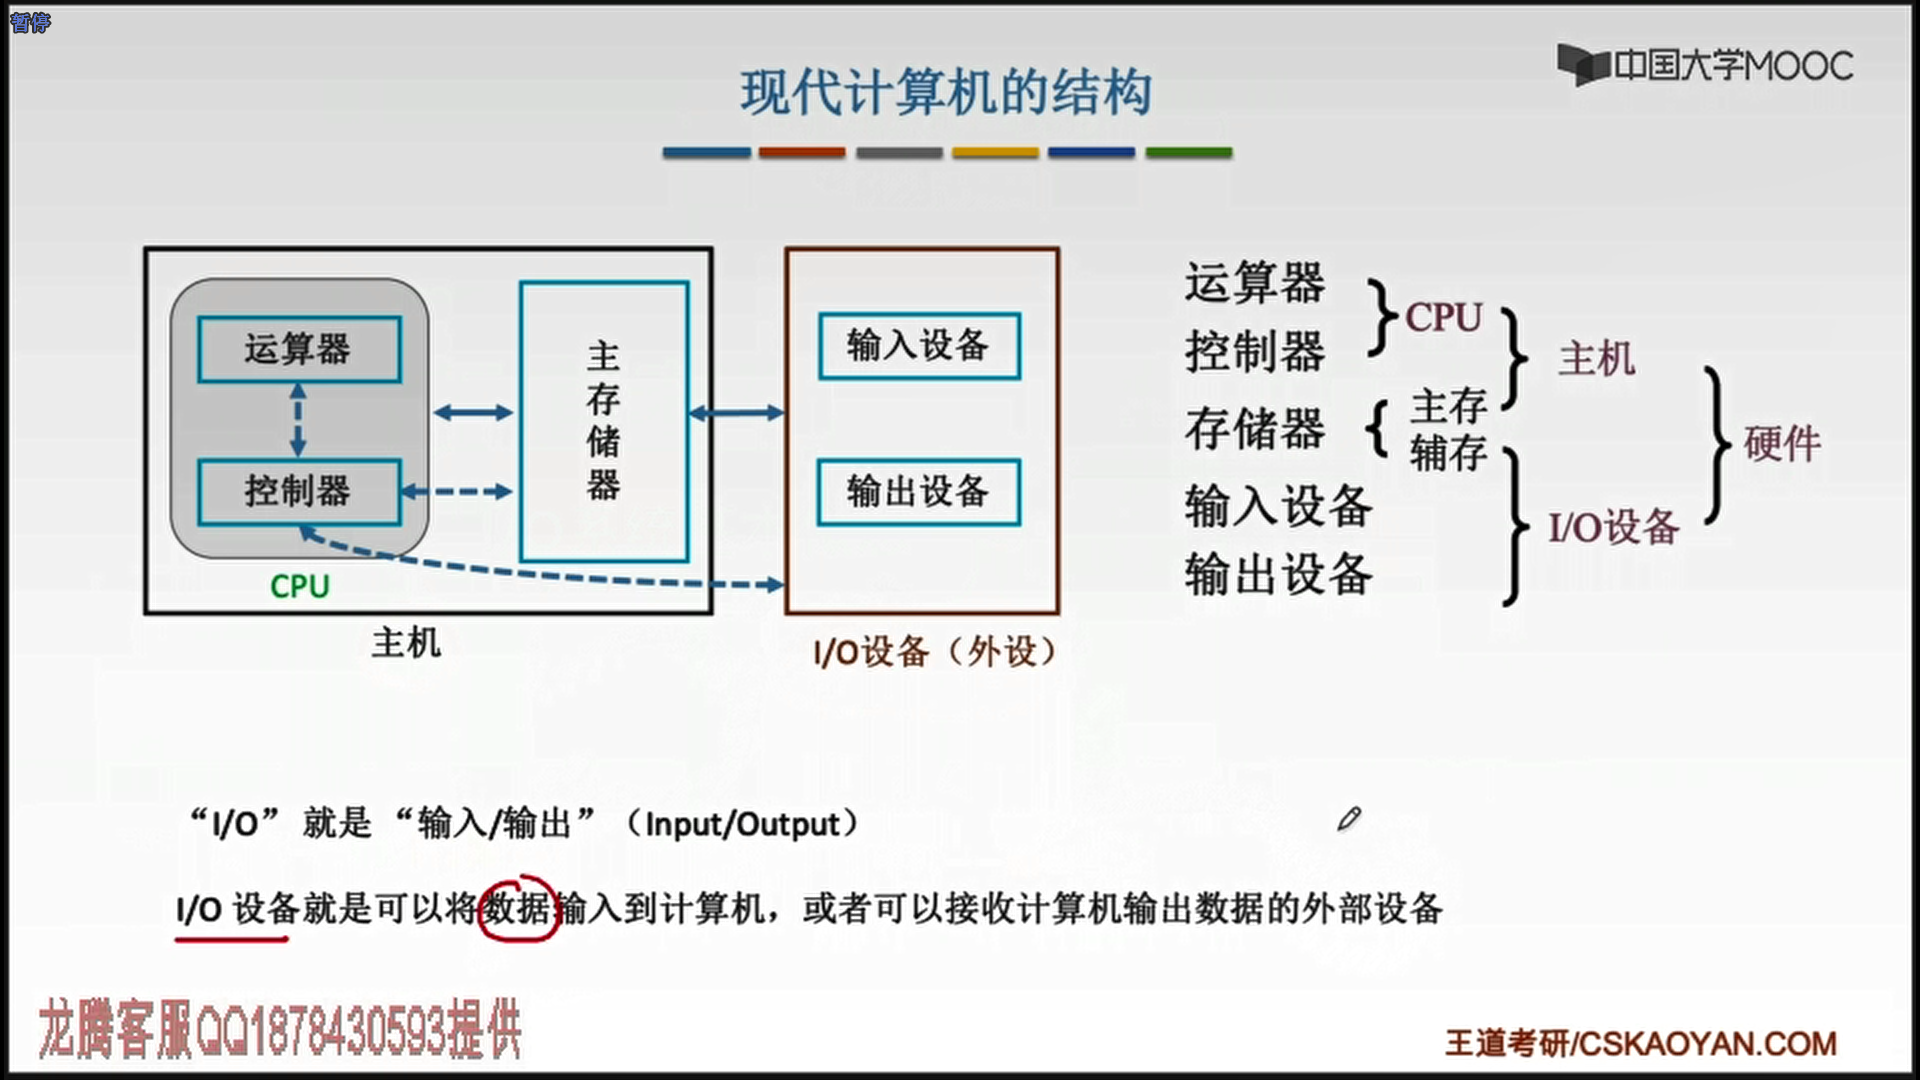 暂停
中国大学MOOC
现代计算机的结构
运算器
控制器
CPU
主存储器
主机
输入设备
输出设备
I/O设备（外设）
运算器
控制器
存储器
输入设备
输出设备
CPU
主存
辅存
主机
I/O设备
硬件
“I/O” 就是 “输入/输出”（Input/Output）
I/O 设备就是可以将数据输入到计算机，或者可以接收计算机输出数据的外部设备
龙腾客服QQ1878430593提供
王道考研/CSKAOYAN.COM